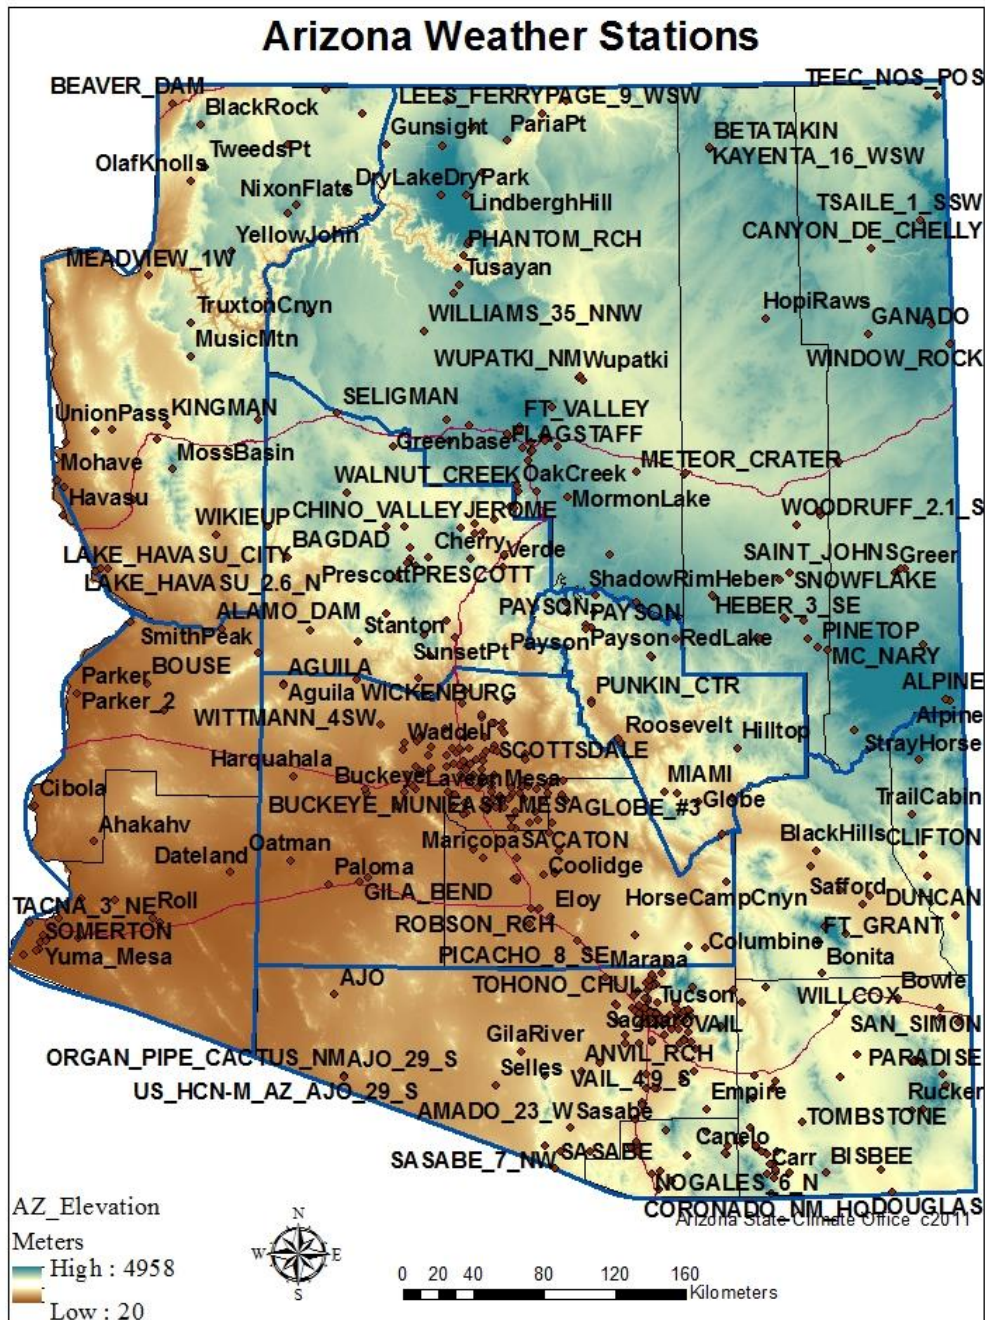 Arizona Weather Stations
TEEC_NOS_POS
BEAVER_DAM
LEES_FERRYPAGE_9_WSW
BlackRock
Gunsight PariaPt
BETATAKIN
TweedsPt
KAYENTA_16_WSW
OlafKnolls
DryLakeDryPark
NixonFlats
LindberghHill
TSAILE_1_SSW
CANYON_DE_CHELLY
YellowJohn
PHANTOM_RCH
MEADVIEW_1W
Tusayan
TruxtonCnyn
HopiRaws
WILLIAMS_35_NNW
GANADO
MusicMtn
WUPATKI_NM Wupatki
WINDOW_ROCK
SELIGMAN
UnionPass KINGMAN
FT_VALLEY
Greenbase FLAGSTAFF
MossBasin
Mohave
METEOR_CRATER
WALNUT_CREEK OakCreek
Havasu
MormonLake
WIKIEUP CHINO_VALLEY JEROME
WOODRUFF_2.1_S
BAGDAD
Cherry Verde
LAKE_HAVASU_CITY
SAINT_JOHNS Greer
LAKE_HAVASU_2.6_N
Prescott PRESCOTT
ShadowRim Heber SNOWFLAKE
ALAMO_DAM
PAYSON PAYSON
HEBER_3_SE
SmithPeak
Stanton
Payson Payson RedLake
PINETOP
SunsetPt
MC_NARY
Parker BOUSE
AGUILA
ALPINE
Parker_2
Aguila WICKENBURG
PUNKIN_CTR
WITTMANN_4SW
Waddell
Roosevelt Hilltop
Alpine
Harquahala
SCOTTSDALE
StrayHorse
Cibola
Buckeye Laveen Mesa
MIAMI
BUCKEYE_MUNI EAST_MESA GLOBE_#3 Globe
TrailCabin
Ahakahv
Oatman
Maricopa SACATON
BlackHills CLIFTON
Dateland
Paloma
Coolidge
Safford
TACNA_3_NE Roll
GILA_BEND
Eloy
HorseCampCnyn
DUNCAN
SOMERTON
ROBSON_RCH
FT_GRANT
Yuma_Mesa
PICACHO_8_SE Marana
Columbine
Bonita
AJO
TOHONO_CHUL Tucson
WILLCOX Bowie
GilaRiver
Saguaro VAIL
SAN_SIMON
ORGAN_PIPE_CACTUS_NM AJO_29_S
ANVIL_RCH
PARADISE
US_HCN-M_AZ_AJO_29_S
Selles
VAIL_4.9_S
Empire
Rucker
AMADO_23_W Sasabe
TOMBSTONE
SASABE_7_NW SASABE
Canelo
Carr BISBEE
NOGALES_6_N
CORONADO_NM_HQ DOUGLAS
Arizona State Climate Office c2011
AZ_Elevation
Meters
High : 4958
Low : 20
N
W E
S
0 20 40 80 120 160
Kilometers